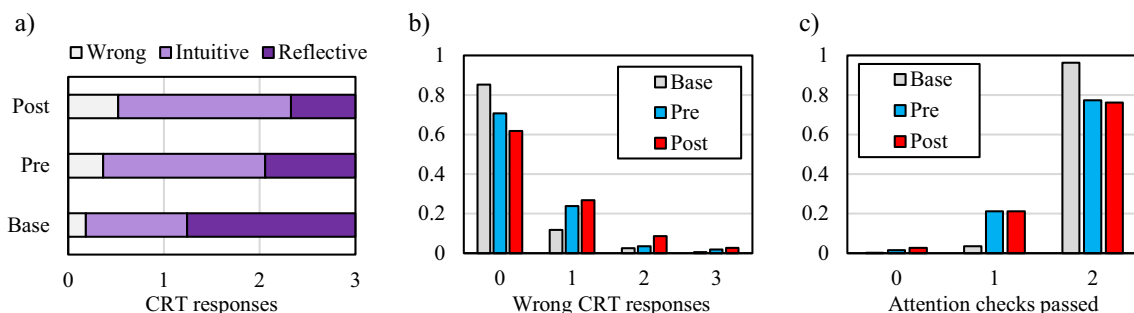 a)
Wrong Intuitive Reflective
Post
Pre
Base
0 1 2 3
CRT responses
b)
1
0.8
0.6
0.4
0.2
0
Base
Pre
Post
0 1 2 3
Wrong CRT responses
c)
1
0.8
0.6
0.4
0.2
0
Base
Pre
Post
0 1 2
Attention checks passed